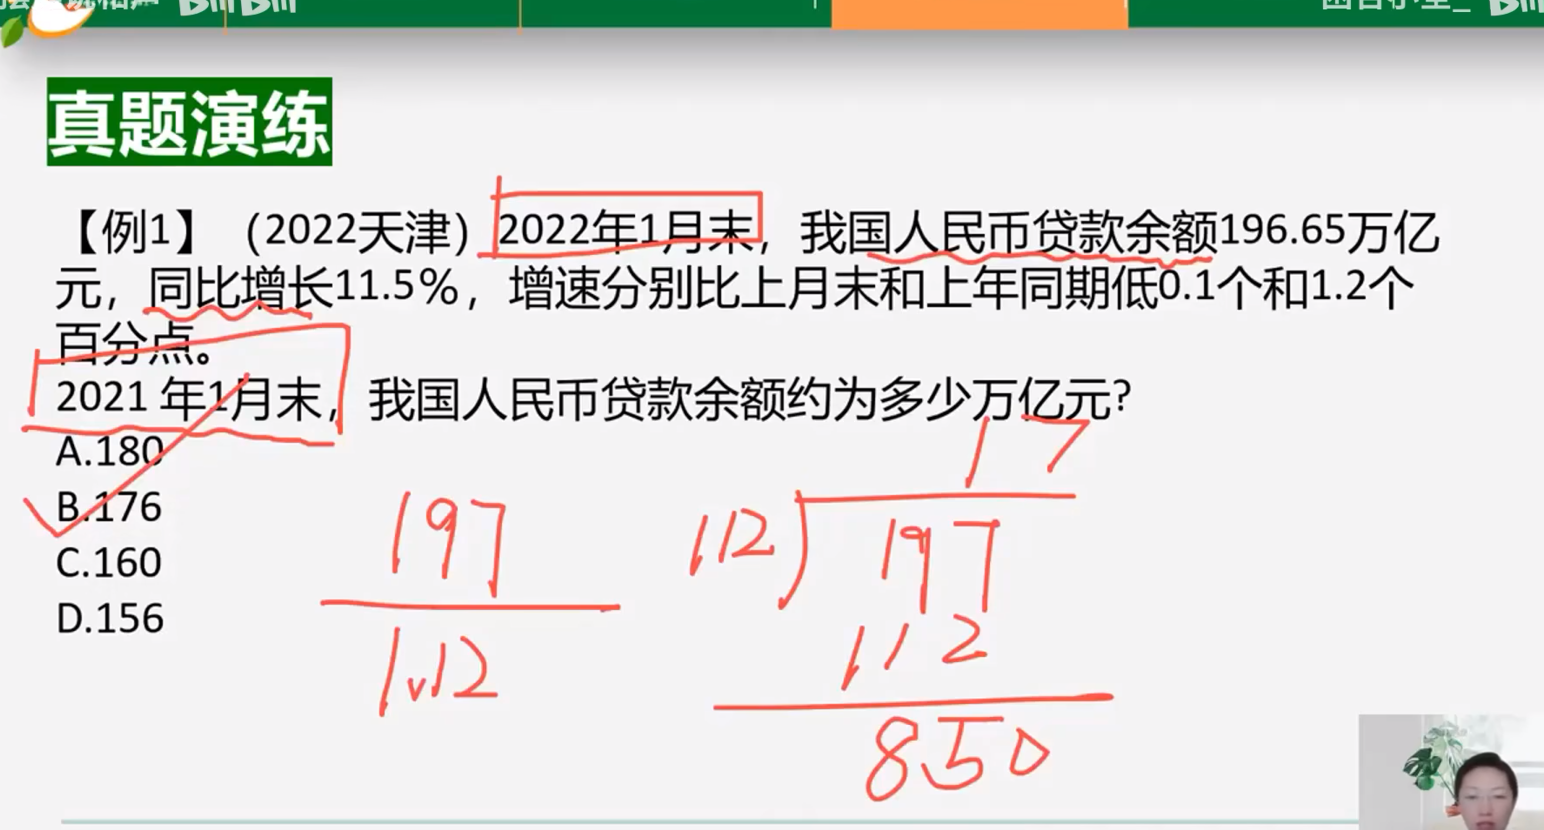 真题演练
【例1】（2022天津）2022年1月末，我国人民币贷款余额196.65万亿
元，同比增长11.5%，增速分别比上月末和上年同期低0.1个和1.2个
百分点。
2021 年1月末，我国人民币贷款余额约为多少万亿元?
A.180
B.176
C.160
D.156
197
1.12
17
112
197
112
850